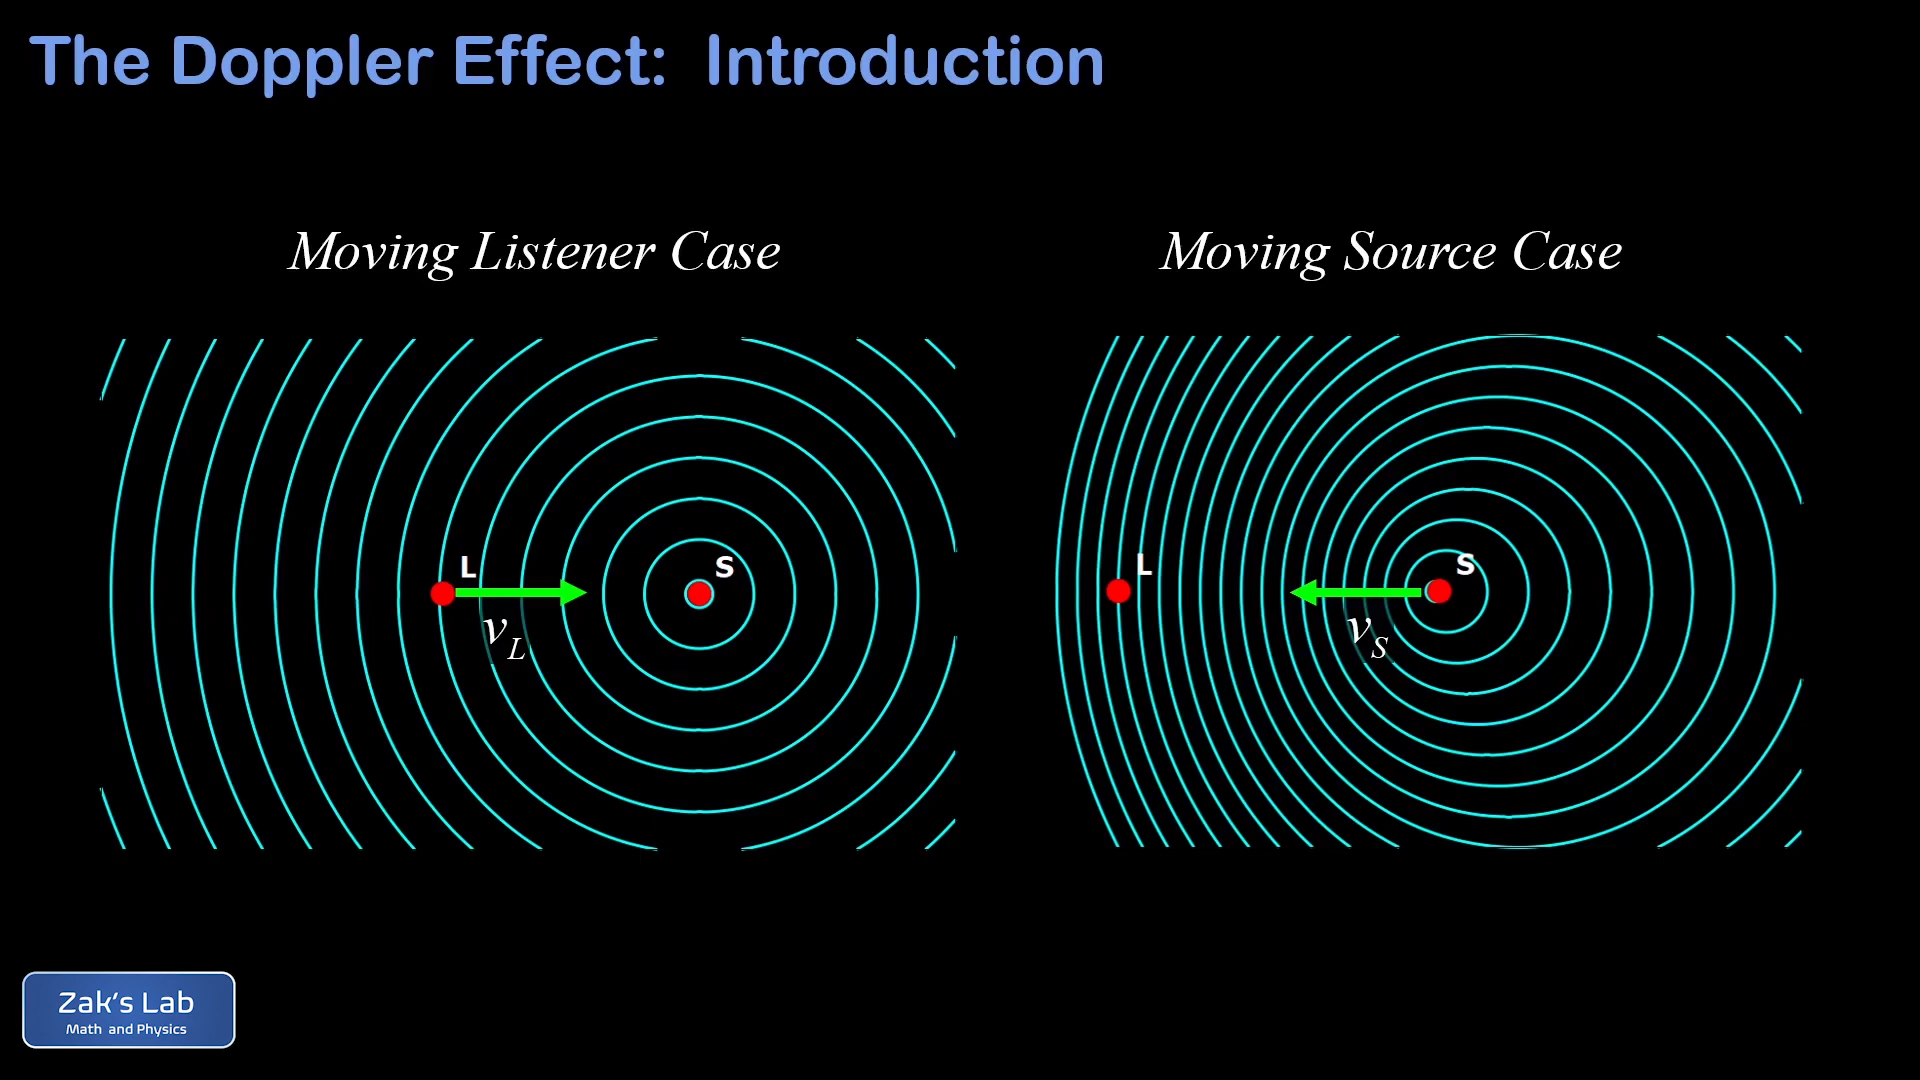 The Doppler Effect: Introduction
Moving Listener Case
Moving Source Case
L
S
v_L
L
S
v_S
Zak's Lab
Math and Physics